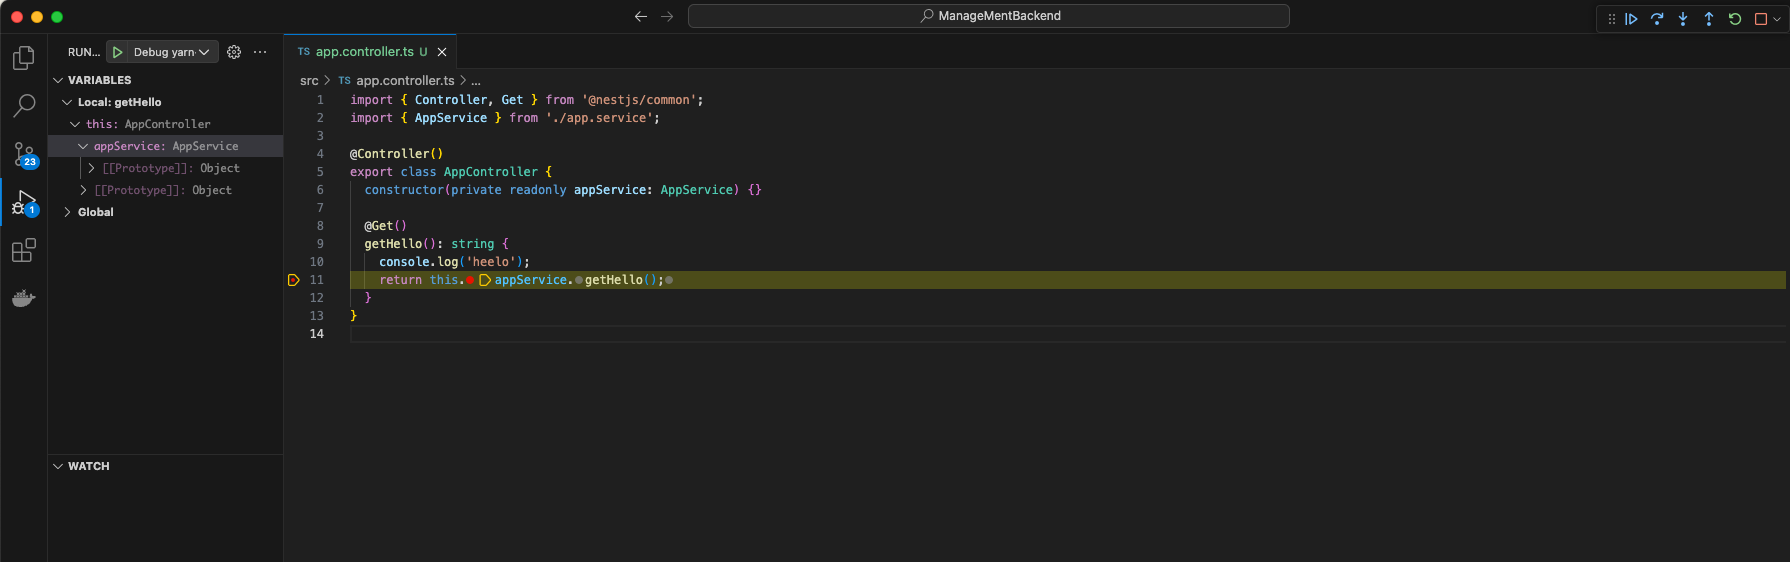 ManageMentBackend
RUN... Debug yarn ...
VARIABLES
Local: getHello
this: AppController
appService: AppService
[[Prototype]]: Object
[[Prototype]]: Object
Global
WATCH
23
1
TS app.controller.ts U
src > TS app.controller.ts > ...
1 import { Controller, Get } from '@nestjs/common';
2 import { AppService } from './app.service';
3
4 @Controller()
5 export class AppController {
6 constructor(private readonly appService: AppService) {}
7
8 @Get()
9 getHello(): string {
10 console.log('heelo');
11 return this.appService.getHello();
12 }
13 }
14